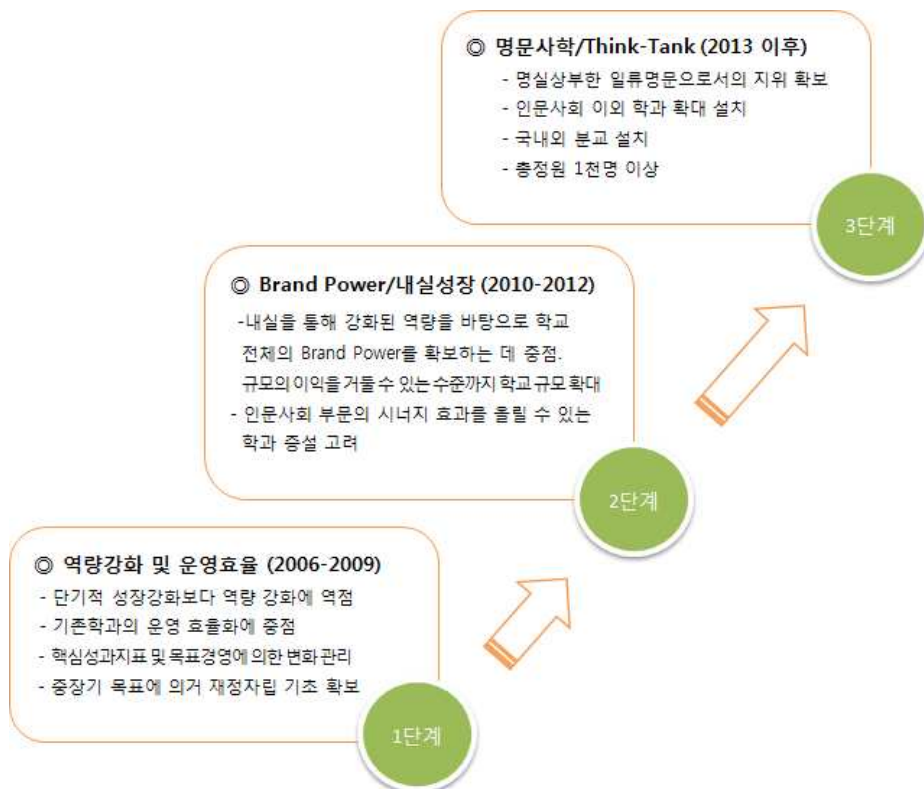 ◎ 명문사학/Think-Tank (2013 이후)
- 명실상부한 일류명문으로서의 지위 확보
- 인문사회 이외 학과 확대 설치
- 국내외 분교 설치
- 총정원 1천명 이상
3단계
◎ Brand Power/내실성장 (2010-2012)
-내실을 통해 강화된 역량을 바탕으로 학교
전체의 Brand Power를 확보하는 데 중점.
규모의 이익을 거둘 수 있는 수준까지 학교 규모 확대
- 인문사회 부문의 시너지 효과를 올릴 수 있는
학과 증설 고려
2단계
◎ 역량강화 및 운영효율 (2006-2009)
- 단기적 성장강화보다 역량 강화에 역점
- 기존학과의 운영 효율화에 중점
- 핵심성과지표 및 목표경영에 의한 변화 관리
- 중장기 목표에 의거 재정자립 기초 확보
1단계